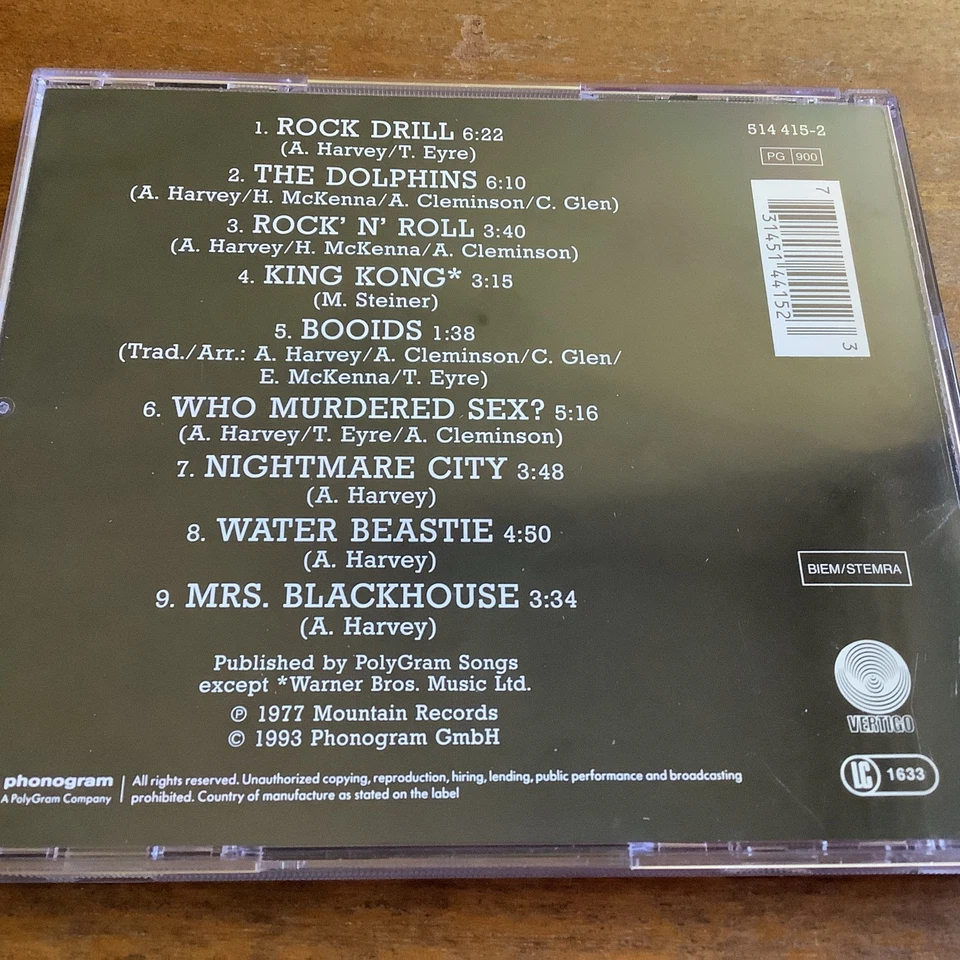 1. ROCK DRILL 6:22
(A. Harvey/T. Eyre)
2. THE DOLPHINS 6:10
(A. Harvey/H. McKenna/A. Cleminson/C. Glen)
3. ROCK' N' ROLL 3:40
(A. Harvey/H. McKenna/A. Cleminson)
4. KING KONG* 3:15
(M. Steiner)
5. BOOIDS 1:38
(Trad./Arr.: A. Harvey/A. Cleminson/C. Glen/
E. McKenna/T. Eyre)
6. WHO MURDERED SEX? 5:16
(A. Harvey/T. Eyre/A. Cleminson)
7. NIGHTMARE CITY 3:48
(A. Harvey)
8. WATER BEASTIE 4:50
(A. Harvey)
9. MRS. BLACKHOUSE 3:34
(A. Harvey)
Published by PolyGram Songs
except *Warner Bros. Music Ltd.
℗ 1977 Mountain Records
© 1993 Phonogram GmbH
phonogram
A PolyGram Company
All rights reserved. Unauthorized copying, reproduction, hiring, lending, public performance and broadcasting
prohibited. Country of manufacture as stated on the label
514 415-2
PG 900
7 31451 44152 3
BIEM/STEMRA
VERTIGO
LC 1633